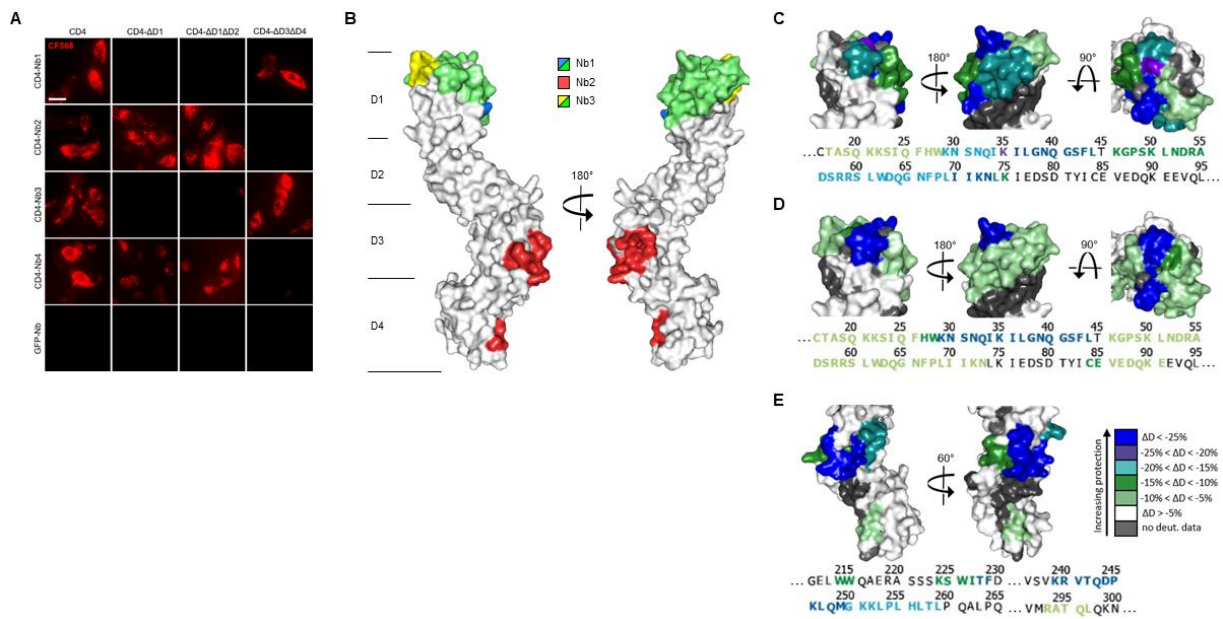 A
CD4
CD4-ΔD1
CD4-ΔD1ΔD2
CD4-ΔD3ΔD4
CF568
CD4-Nb1
CD4-Nb2
CD4-Nb3
CD4-Nb4
GFP-Nb
B
D1
D2
D3
D4
180°
Nb1
Nb2
Nb3
C
180°
90°
20 25 30 35 40 45 50 55
...CTASQ KKSIQ FHWKN SNQIK ILGNQ GSFLT KGPSK LNDRA
60 65 70 75 80 85 90 95
DSRRS LWDQG NFPLI IKNLK IEDSD TYICE VEDQK EEVQL...
D
180°
90°
20 25 30 35 40 45 50 55
...CTASQ KKSIQ FHWKN SNQIK ILGNQ GSFLT KGPSK LNDRA
60 65 70 75 80 85 90 95
DSRRS LWDQG NFPLI IKNLK IEDSD TYICE VEDQK EEVQL...
E
60°
Increasing protection
ΔD < -25%
-25% < ΔD < -20%
-20% < ΔD < -15%
-15% < ΔD < -10%
-10% < ΔD < -5%
ΔD > -5%
no deut. data
215 220 225 230 240 245
... GEL WW QAERA SSSKS WITFD ... VSVKR VTQDP
250 255 260 265 295 300
KLQMG KKLPL HLTLP QALPQ ... VMRAT QLQKN ...